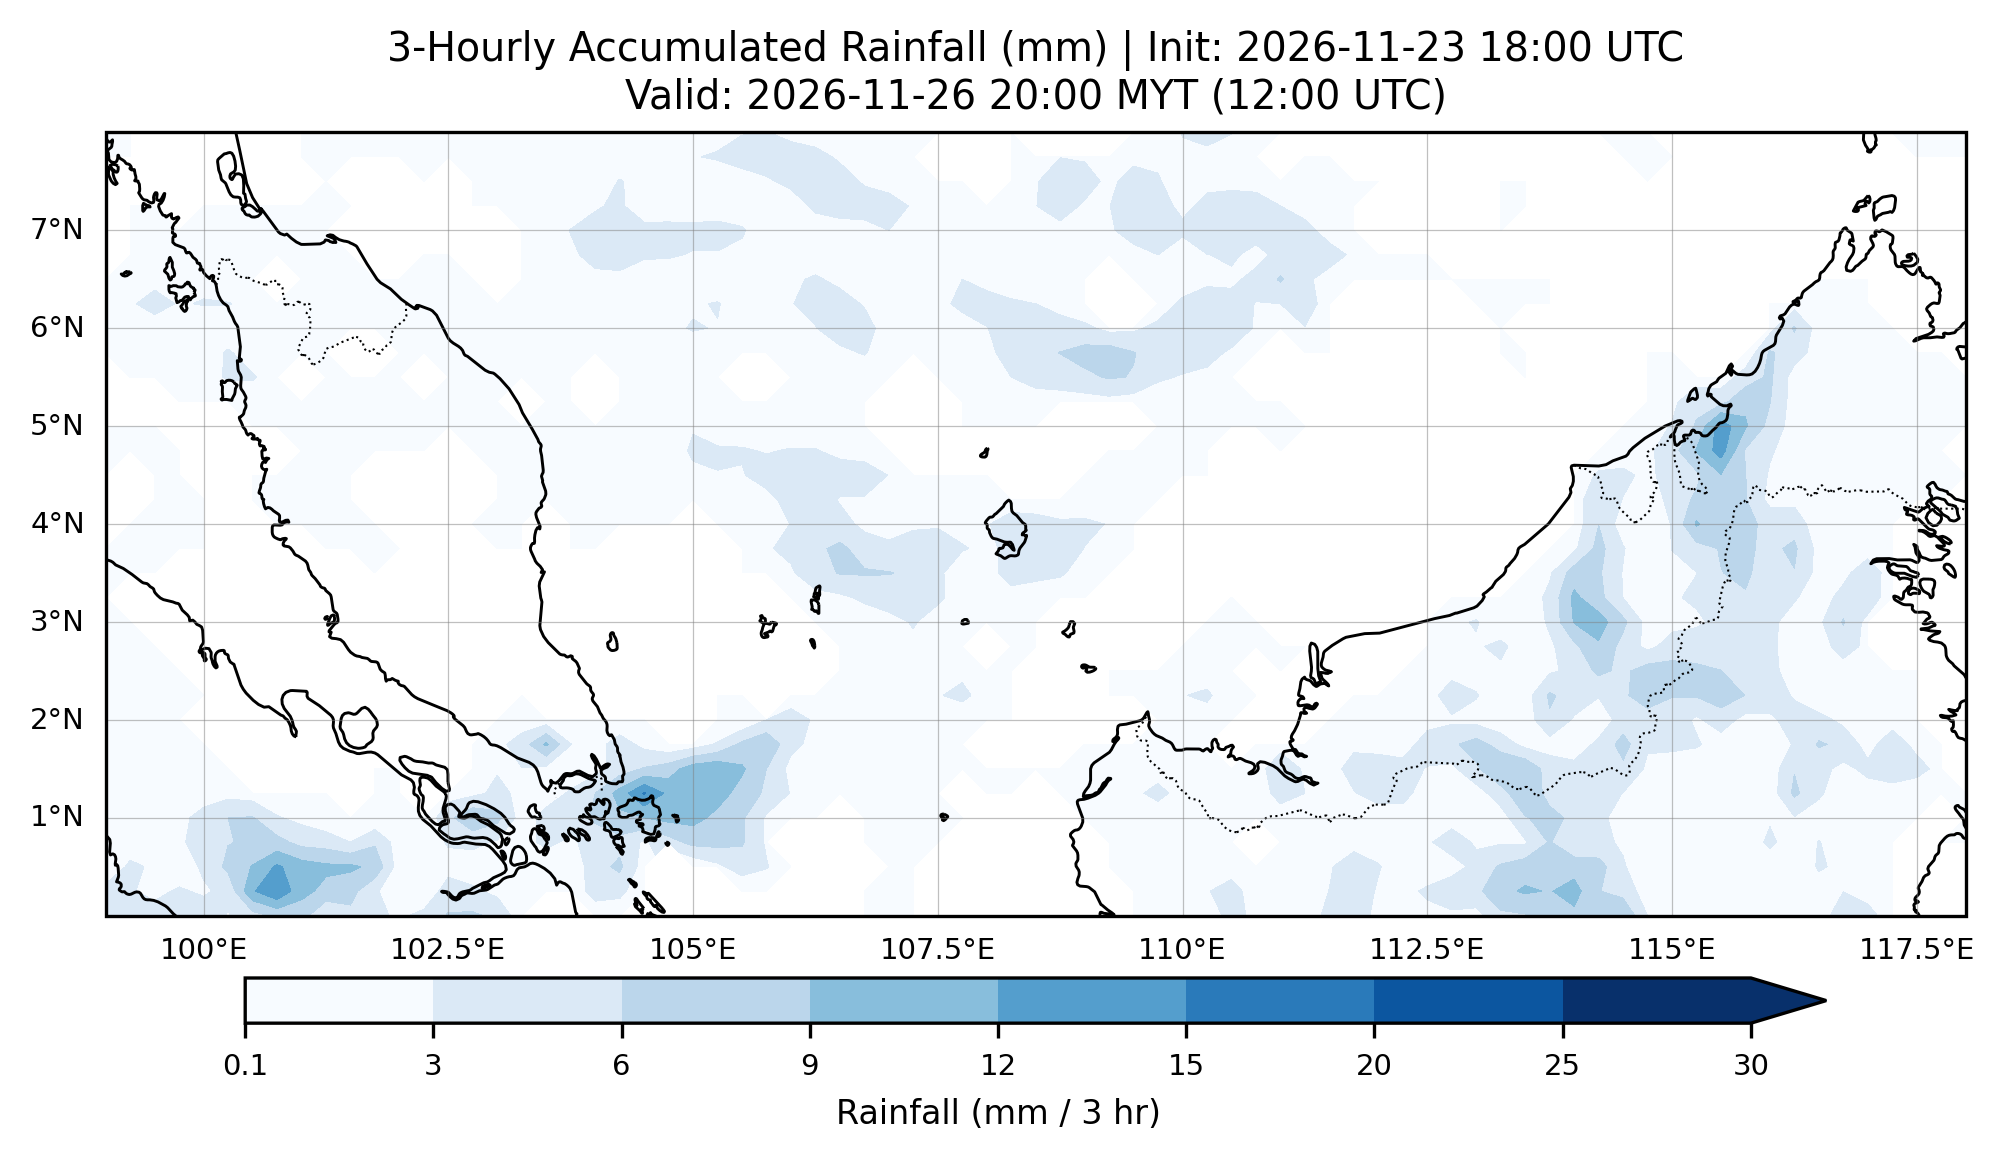 3-Hourly Accumulated Rainfall (mm) | Init: 2026-11-23 18:00 UTC
Valid: 2026-11-26 20:00 MYT (12:00 UTC)
7°N
6°N
5°N
4°N
3°N
2°N
1°N
100°E 102.5°E 105°E 107.5°E 110°E 112.5°E 115°E 117.5°E
0.1 3 6 9 12 15 20 25 30
Rainfall (mm / 3 hr)